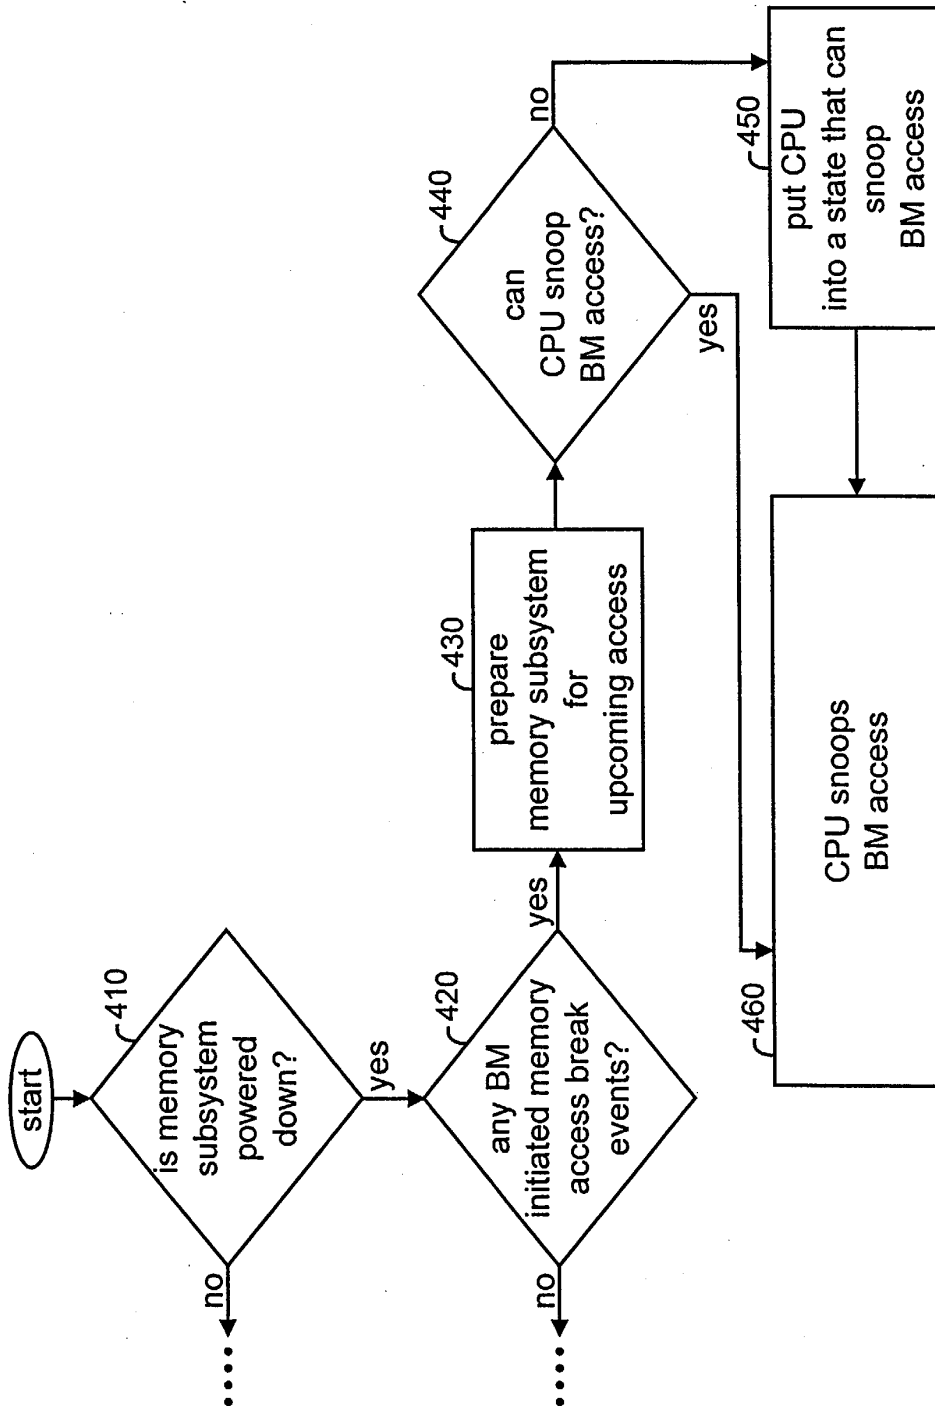 start
410
is memory
subsystem
powered
down?
no
yes
420
any BM
initiated memory
access break
events?
no
yes
430
prepare
memory subsystem
for
upcoming access
440
can
CPU snoop
BM access?
no
yes
450
put CPU
into a state that can
snoop
BM access
460
CPU snoops
BM access